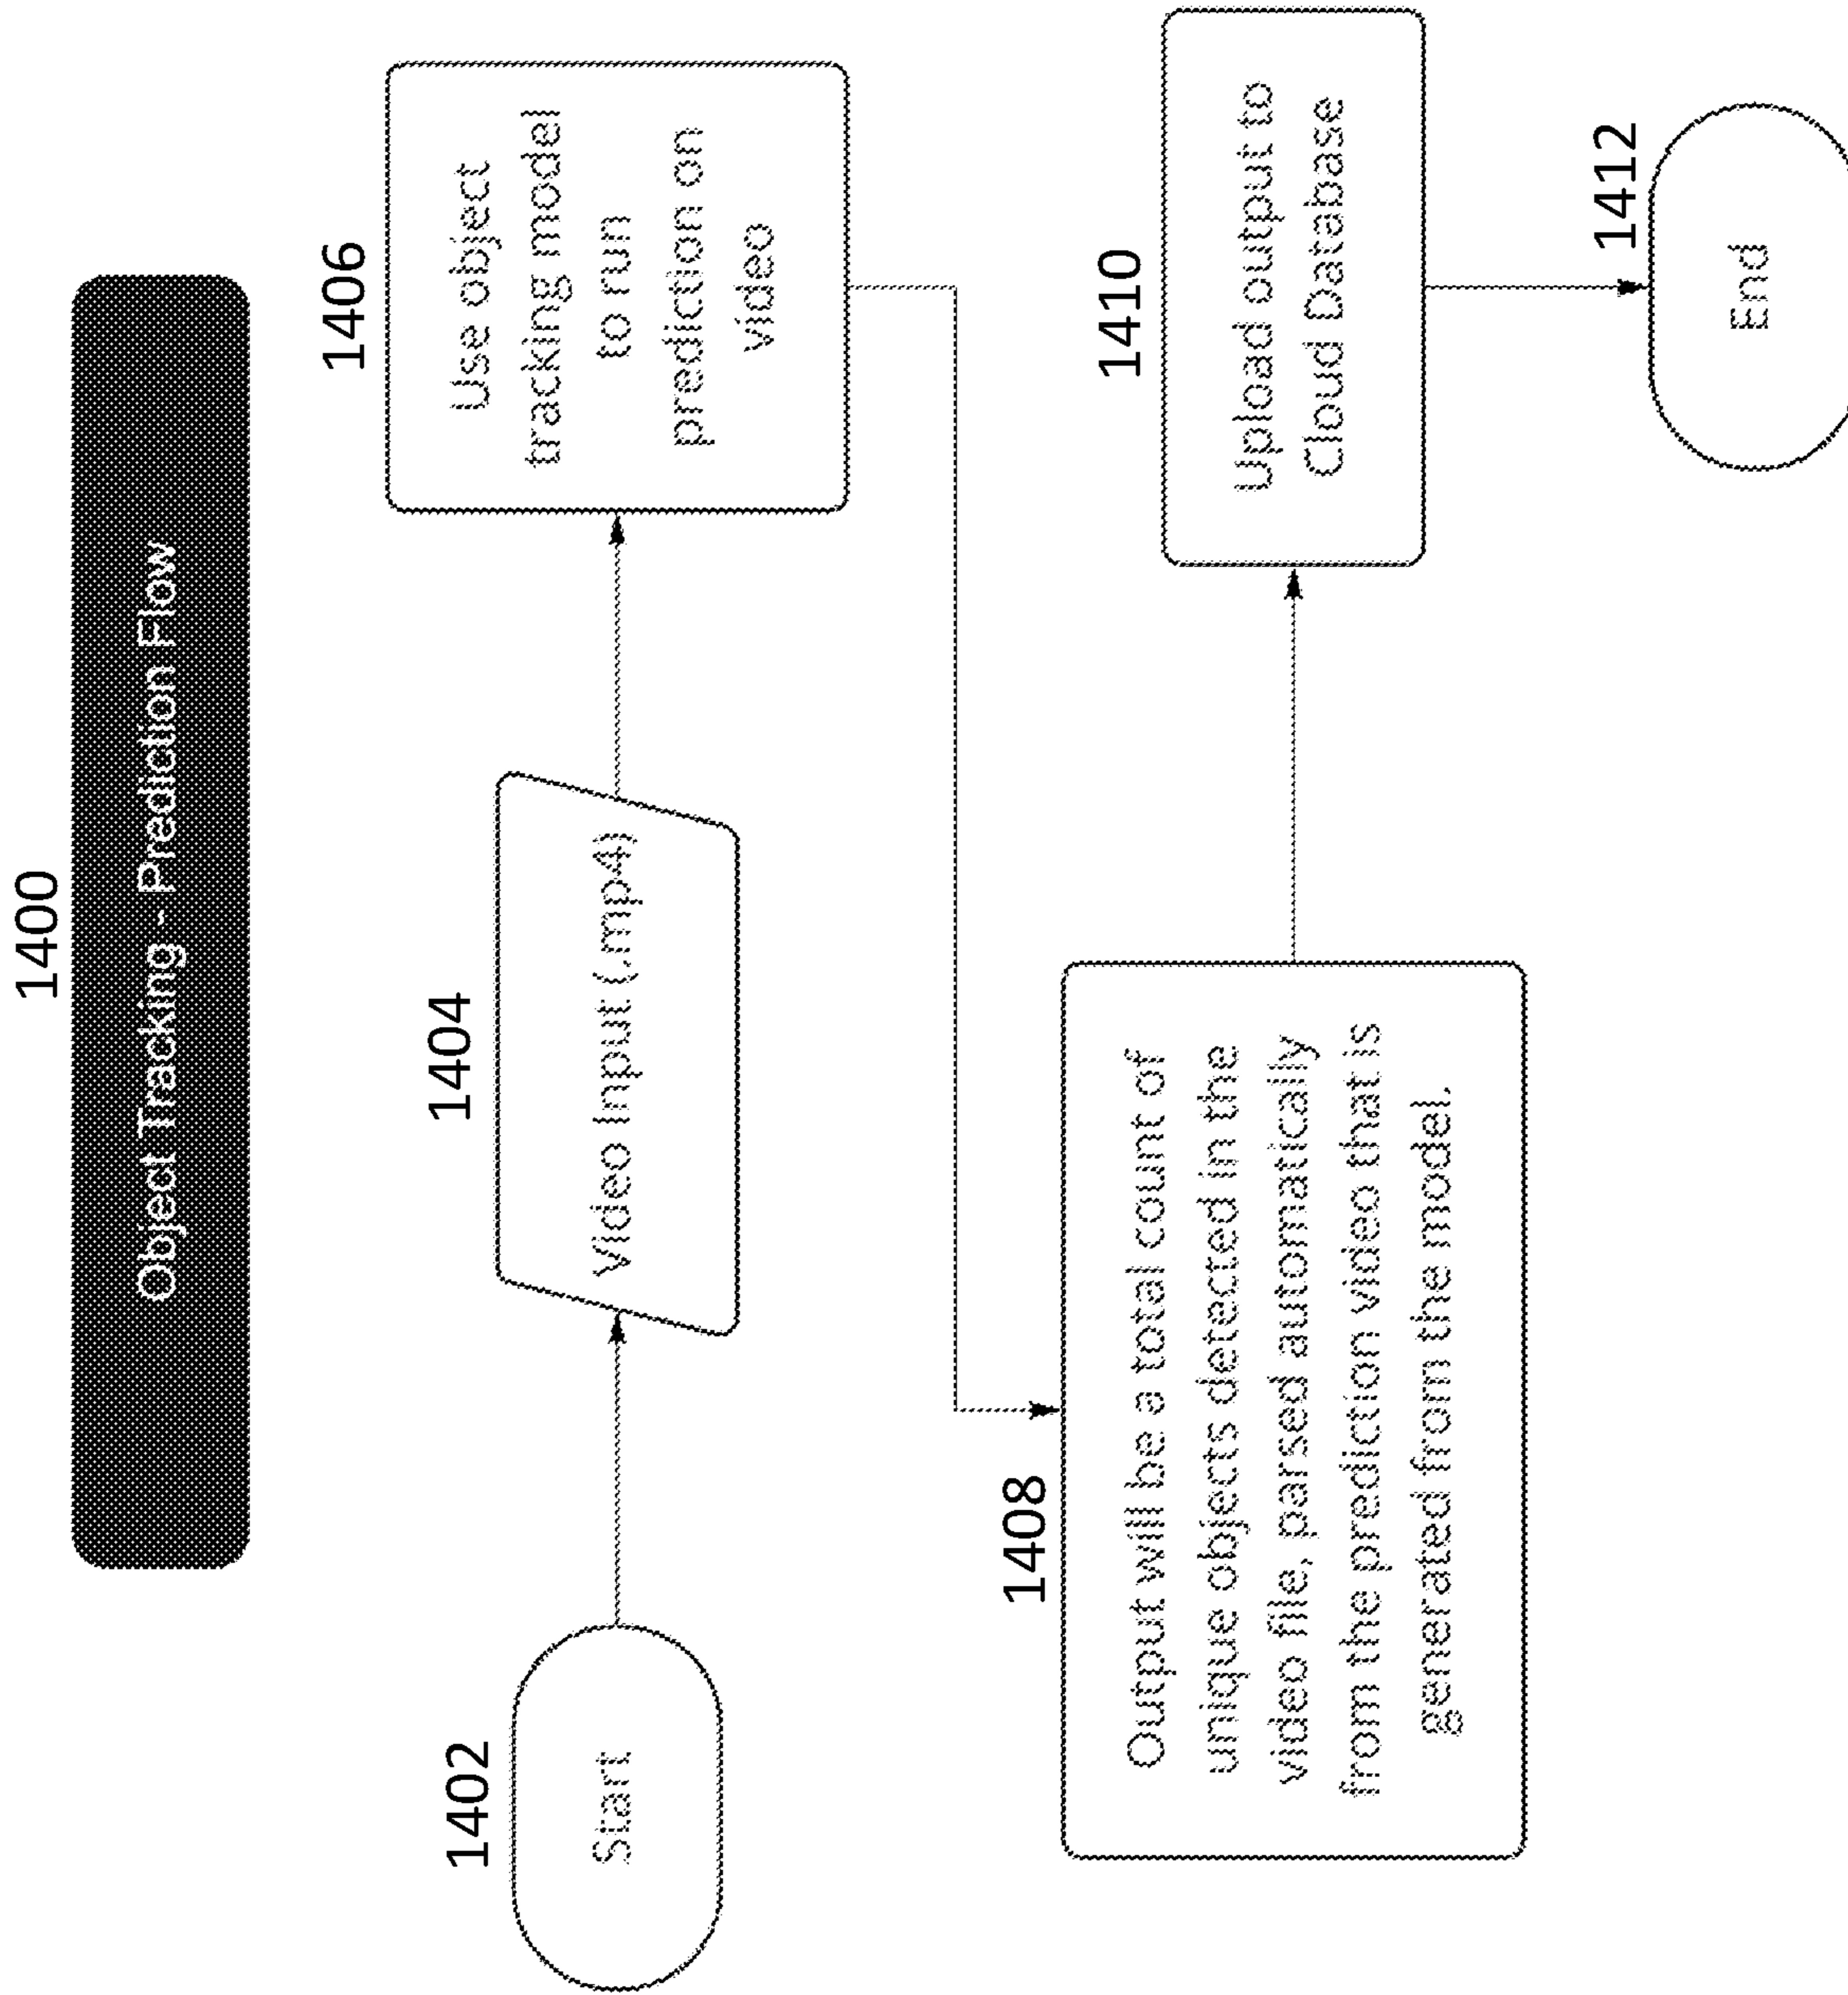 1400
Object Tracking - Prediction Flow
1402
Start
1404
Video Input (.mp4)
1406
Use object
tracking model
to run
prediction on
video
1408
Output will be a total count of
unique objects detected in the
video file, parsed automatically
from the prediction video that is
generated from the model.
1410
Upload output to
Cloud Database
1412
End